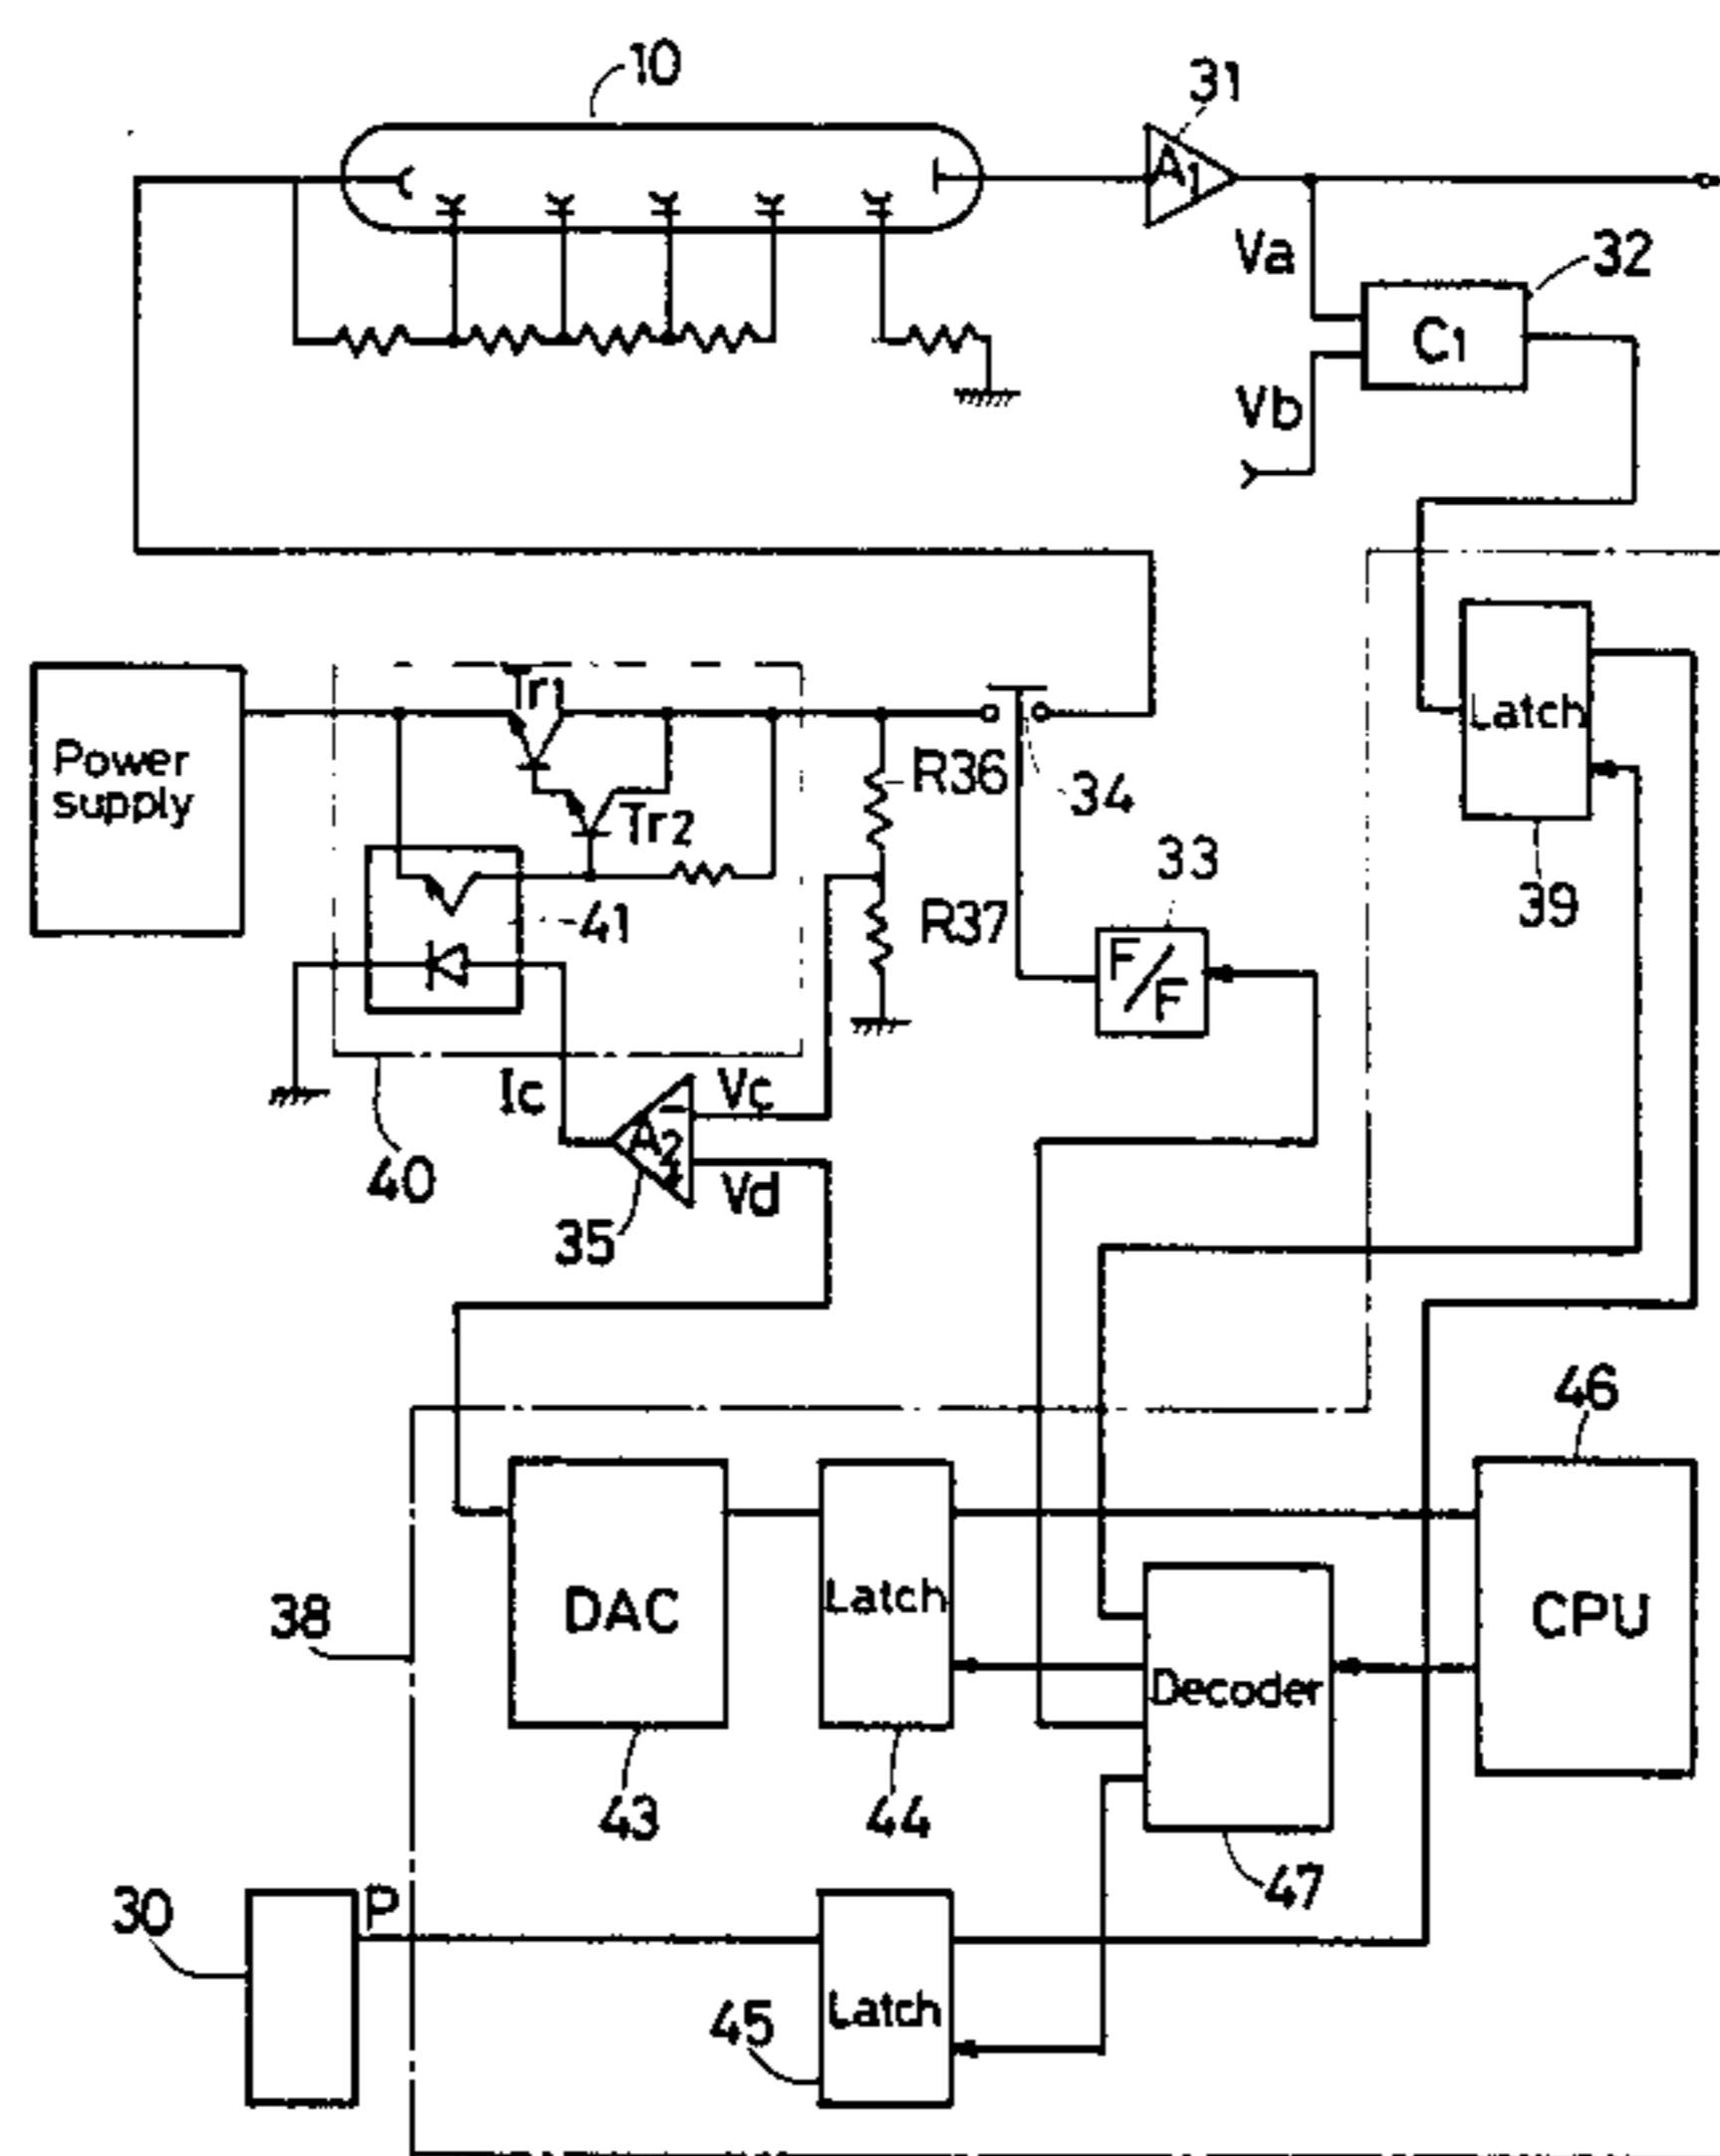 10
31
A1
Va
32
C1
Vb
Tr1
Power
supply
R36
34
Latch
Tr2
33
39
41
R37
F/F
Ic
Vc
A2
- +
40
Vd
35
46
38
DAC
Latch
CPU
Decoder
43
44
47
30
P
45
Latch